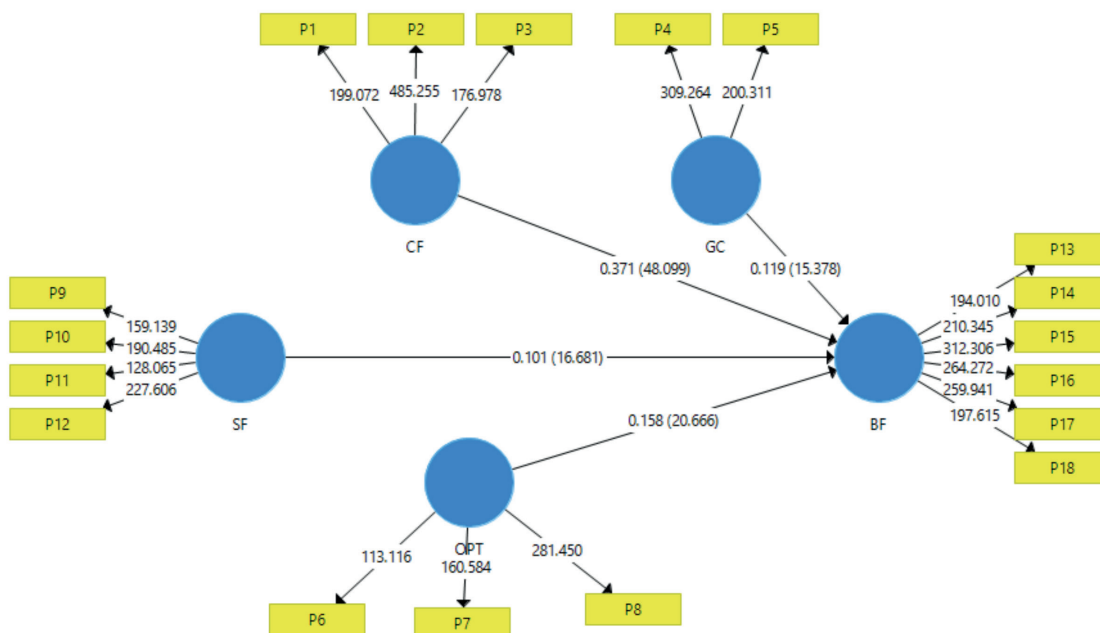 P1
P2
P3
P4
P5
199.072
485.255
176.978
309.264
200.311
CF
GC
0.371 (48.099)
0.119 (15.378)
P9
P10
P11
P12
159.139
190.485
128.065
227.606
SF
0.101 (16.681)
0.158 (20.666)
BF
194.010
210.345
312.306
264.272
259.941
197.615
P13
P14
P15
P16
P17
P18
OPT
113.116
160.584
281.450
P6
P7
P8